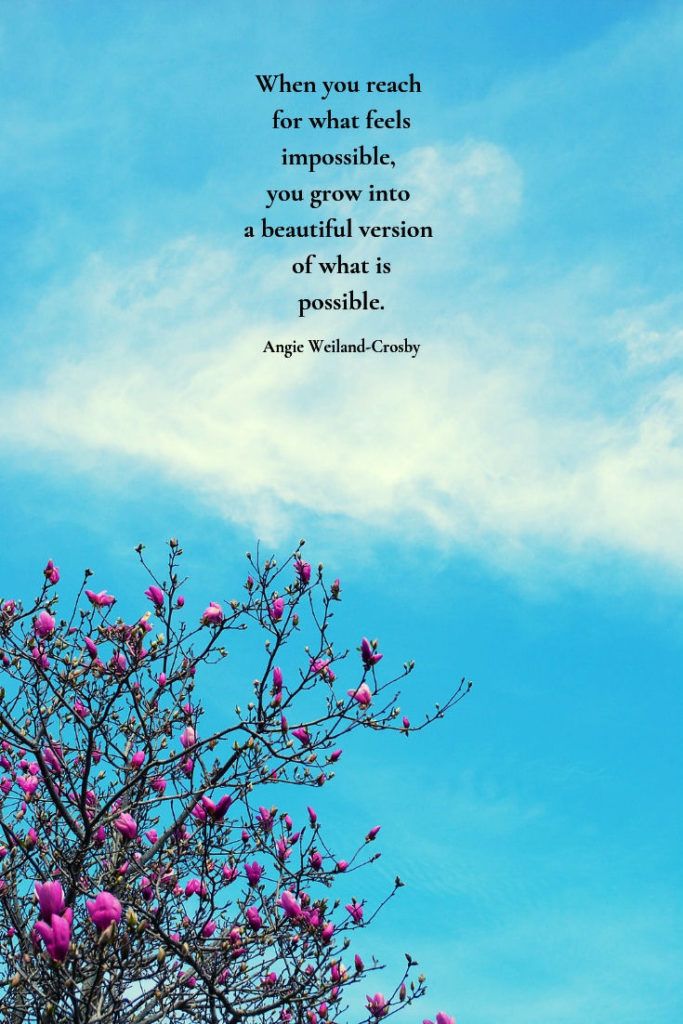 When you reach
for what feels
impossible,
you grow into
a beautiful version
of what is
possible.
Angie Weiland-Crosby